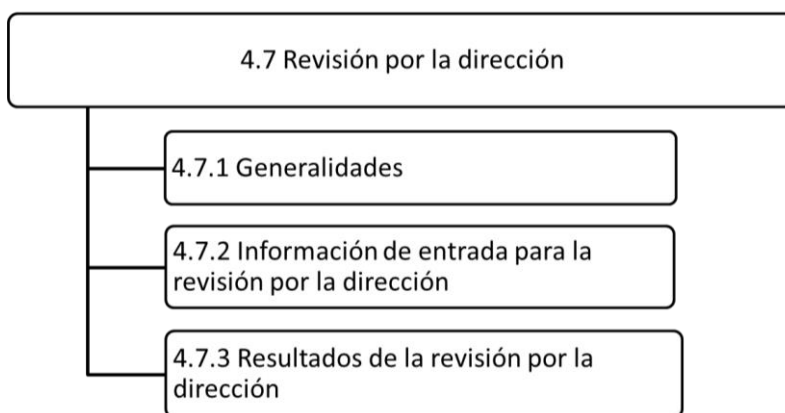 4.7 Revisión por la dirección
4.7.1 Generalidades
4.7.2 Información de entrada para la
revisión por la dirección
4.7.3 Resultados de la revisión por la
dirección